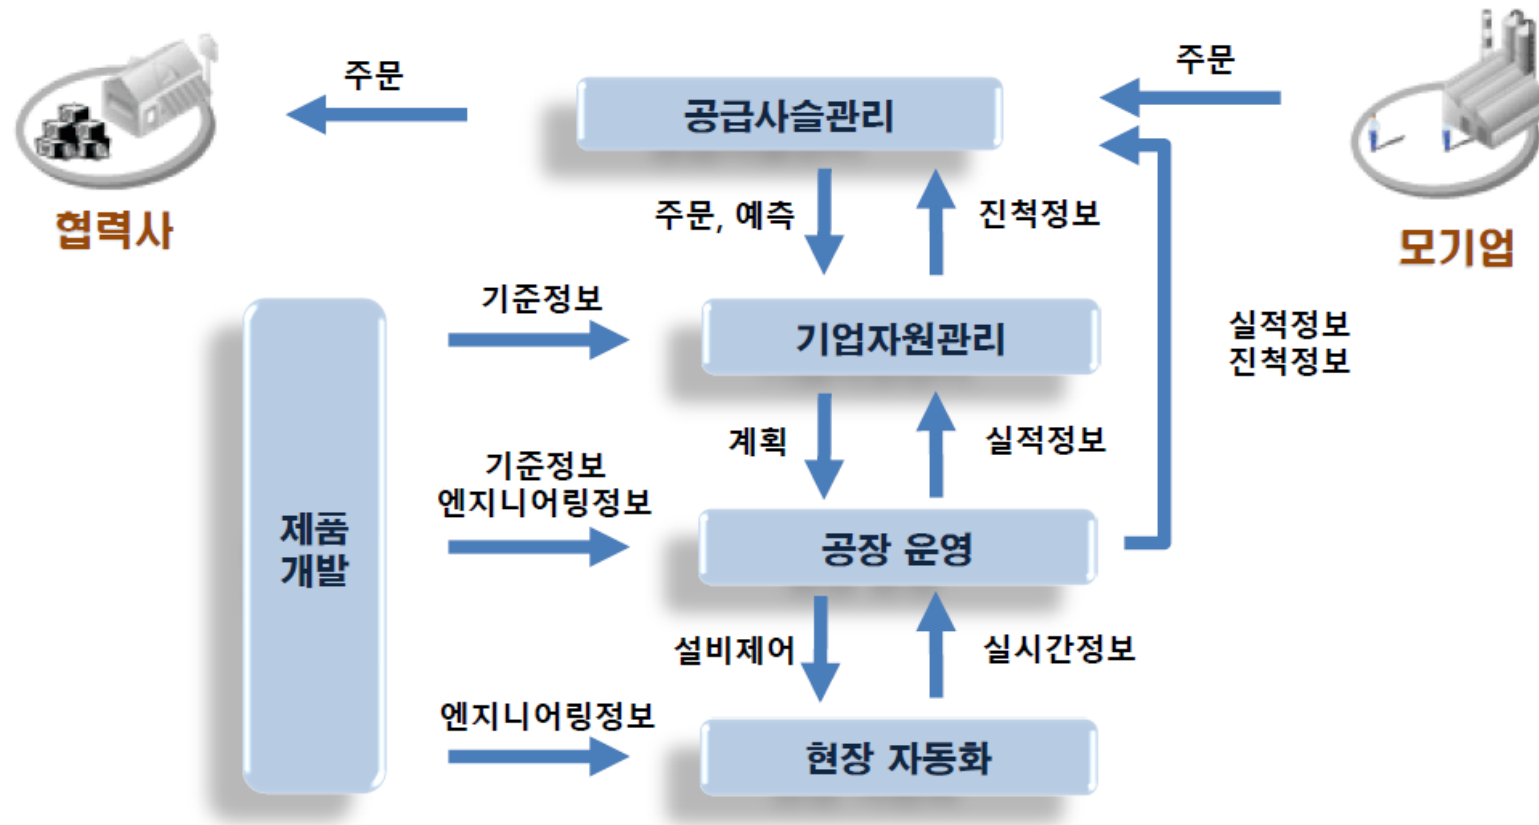 주문
주문
공급사슬관리
협력사
모기업
주문, 예측
진척정보
기준정보
기업자원관리
실적정보
진척정보
계획
실적정보
기준정보
엔지니어링정보
제품
개발
공장 운영
설비제어
실시간정보
엔지니어링정보
현장 자동화